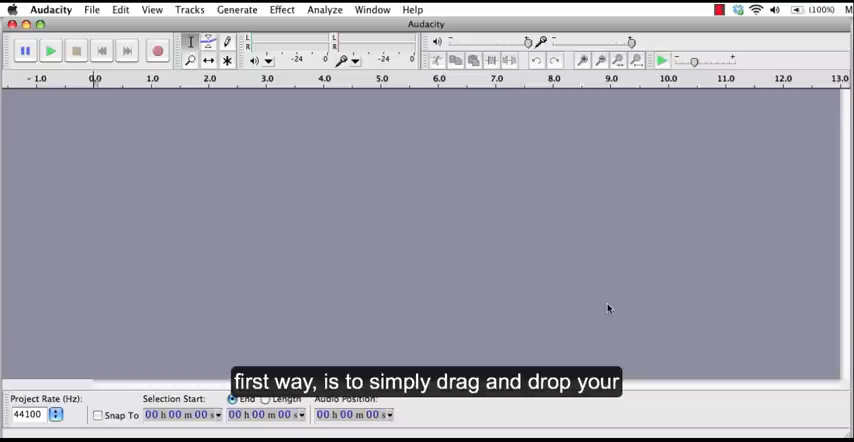 Audacity File Edit View Tracks Generate Effect Analyze Window Help (100%) M
Audacity
L L
R R
-24 0 -24 0
- + - +
- +
- 1.0 0.0 1.0 2.0 3.0 4.0 5.0 6.0 7.0 8.0 9.0 10.0 11.0 12.0 13.0
first way, is to simply drag and drop your
Project Rate (Hz): Selection Start: End Length Audio Position:
44100 Snap To 00 h 00 m 00 s 00 h 00 m 00 s 00 h 00 m 00 s